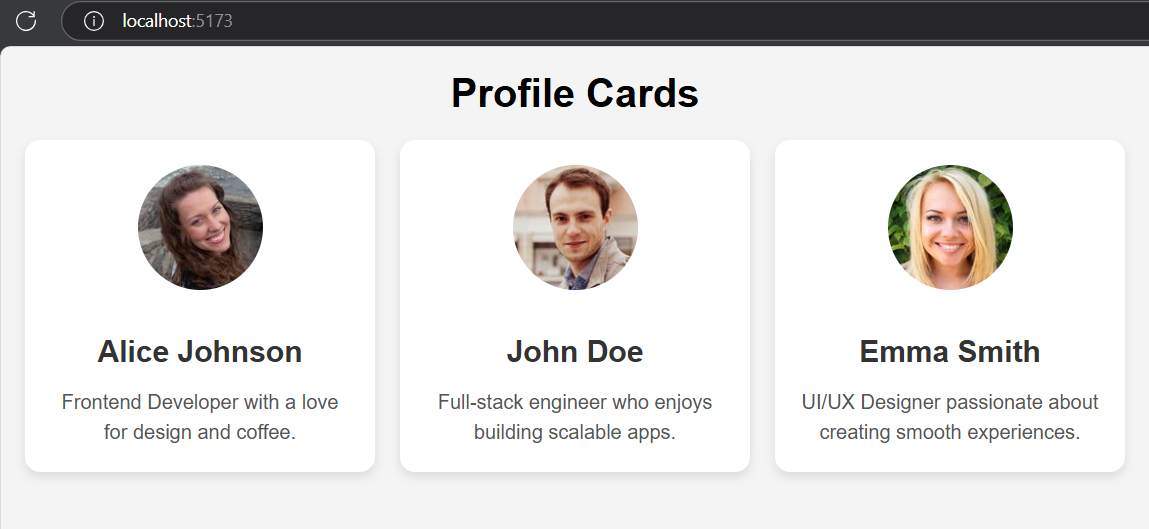 localhost:5173
Profile Cards
Alice Johnson
Frontend Developer with a love
for design and coffee.
John Doe
Full-stack engineer who enjoys
building scalable apps.
Emma Smith
UI/UX Designer passionate about
creating smooth experiences.